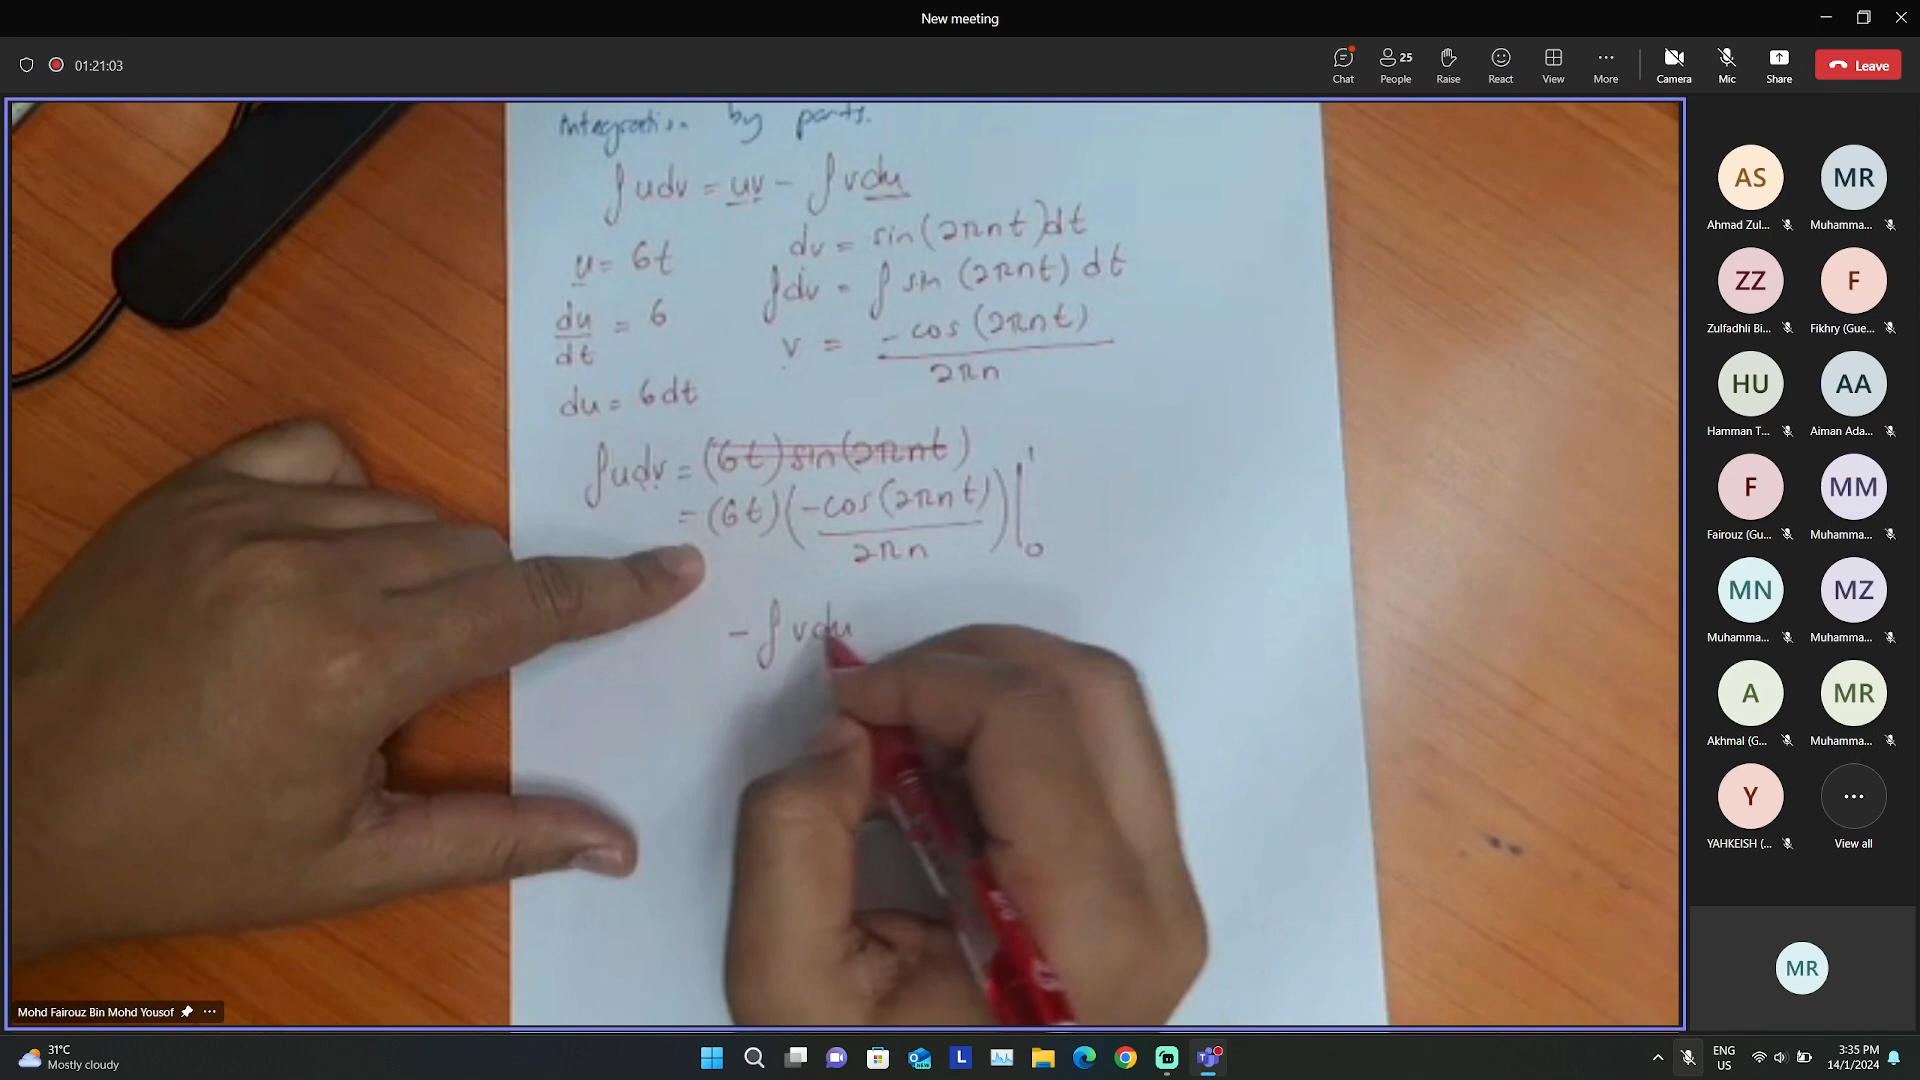 New meeting
01:21:03
Chat
25
People
Raise
React
View
More
Camera
Mic
Share
Leave
Integration by parts.
∫udv = uv - ∫vdu
u = 6t
dv = sin(2πnt)dt
du/dt = 6
∫dv = ∫ sin (2πnt) dt
du = 6dt
v = -cos(2πnt)/2πn
∫udv = (6t) sin(2πnt)
= (6t)(-cos(2πnt)/2πn)|¹₀
- ∫vdu
Mohd Fairouz Bin Mohd Yousof
AS
MR
Ahmad Zul...
Muhamma...
ZZ
F
Zulfadhli Bi...
Fikhry (Gue...
HU
AA
Hamman T...
Aiman Ada...
F
MM
Fairouz (Gu...
Muhamma...
MN
MZ
Muhamma...
Muhamma...
A
MR
Akhmal (G...
Muhamma...
Y
YAHKEISH (...
View all
MR
31°C
Mostly cloudy
NEW
L
ENG
US
3:35 PM
14/1/2024